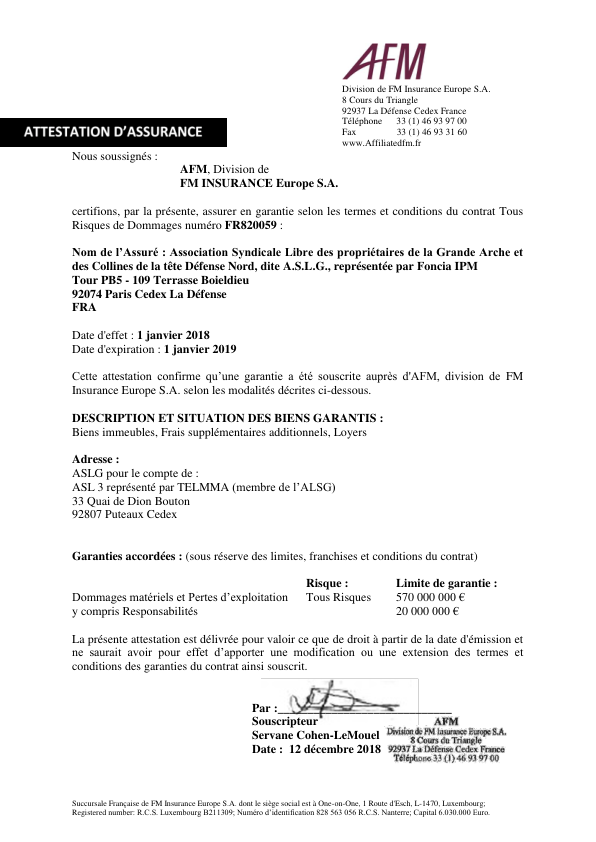 AFM
Division de FM Insurance Europe S.A.
8 Cours du Triangle
92937 La Défense Cedex France
Téléphone 33 (1) 46 93 97 00
Fax 33 (1) 46 93 31 60
www.Affiliatedfm.fr
ATTESTATION D'ASSURANCE
Nous soussignés :
AFM, Division de
FM INSURANCE Europe S.A.
certifions, par la présente, assurer en garantie selon les termes et conditions du contrat Tous
Risques de Dommages numéro FR820059 :
Nom de l'Assuré : Association Syndicale Libre des propriétaires de la Grande Arche et
des Collines de la tête Défense Nord, dite A.S.L.G., représentée par Foncia IPM
Tour PB5 - 109 Terrasse Boieldieu
92074 Paris Cedex La Défense
FRA
Date d'effet : 1 janvier 2018
Date d'expiration : 1 janvier 2019
Cette attestation confirme qu'une garantie a été souscrite auprès d'AFM, division de FM
Insurance Europe S.A. selon les modalités décrites ci-dessous.
DESCRIPTION ET SITUATION DES BIENS GARANTIS :
Biens immeubles, Frais supplémentaires additionnels, Loyers
Adresse :
ASLG pour le compte de :
ASL 3 représenté par TELMMA (membre de l'ALSG)
33 Quai de Dion Bouton
92807 Puteaux Cedex
Garanties accordées : (sous réserve des limites, franchises et conditions du contrat)
Risque : Limite de garantie :
Dommages matériels et Pertes d'exploitation Tous Risques 570 000 000 €
y compris Responsabilités 20 000 000 €
La présente attestation est délivrée pour valoir ce que de droit à partir de la date d'émission et
ne saurait avoir pour effet d'apporter une modification ou une extension des termes et
conditions des garanties du contrat ainsi souscrit.
Par :
Souscripteur
Servane Cohen-LeMouel
Date : 12 décembre 2018
AFM
Division de FM Insurance Europe S.A.
8 Cours du Triangle
92937 La Défense Cedex France
Téléphone 33 (1) 46 93 97 00
Succursale Française de FM Insurance Europe S.A. dont le siège social est à One-on-One, 1 Route d'Esch, L-1470, Luxembourg;
Registered number: R.C.S. Luxembourg B211309; Numéro d'identification 828 563 056 R.C.S. Nanterre; Capital 6.030.000 Euro.